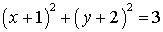 (x+1)² + (y+2)² = 3